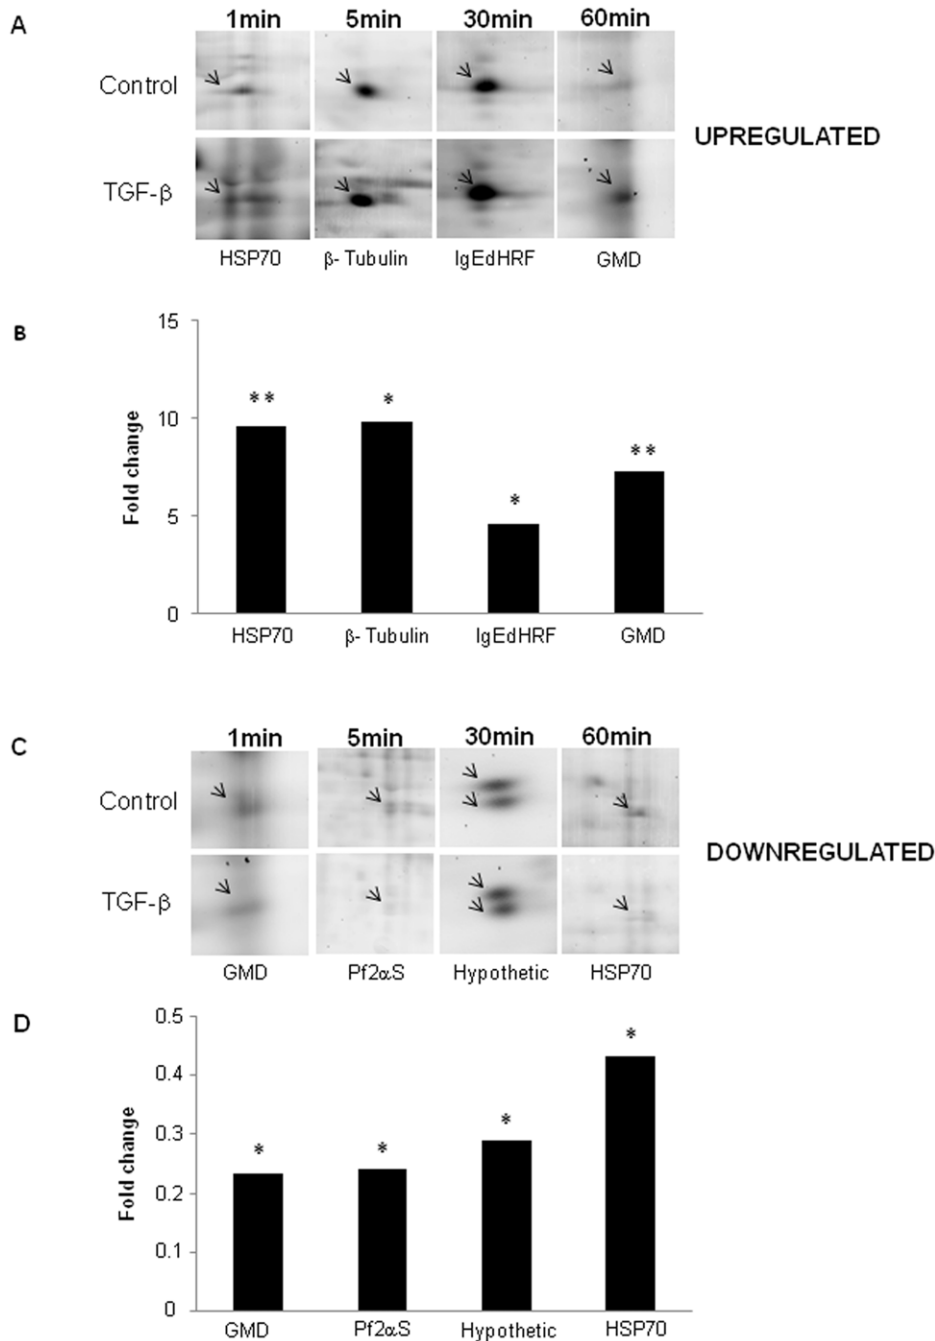 A
1min 5min 30min 60min
Control
UPREGULATED
TGF-β
HSP70 β- Tubulin IgEdHRF GMD
B
15
10
5
0
Fold change
** * * **
HSP70 β- Tubulin IgEdHRF GMD
C
1min 5min 30min 60min
Control
DOWNREGULATED
TGF-β
GMD Pf2αS Hypothetic HSP70
D
0.5
0.4
0.3
0.2
0.1
0
Fold change
* * * *
GMD Pf2αS Hypothetic HSP70